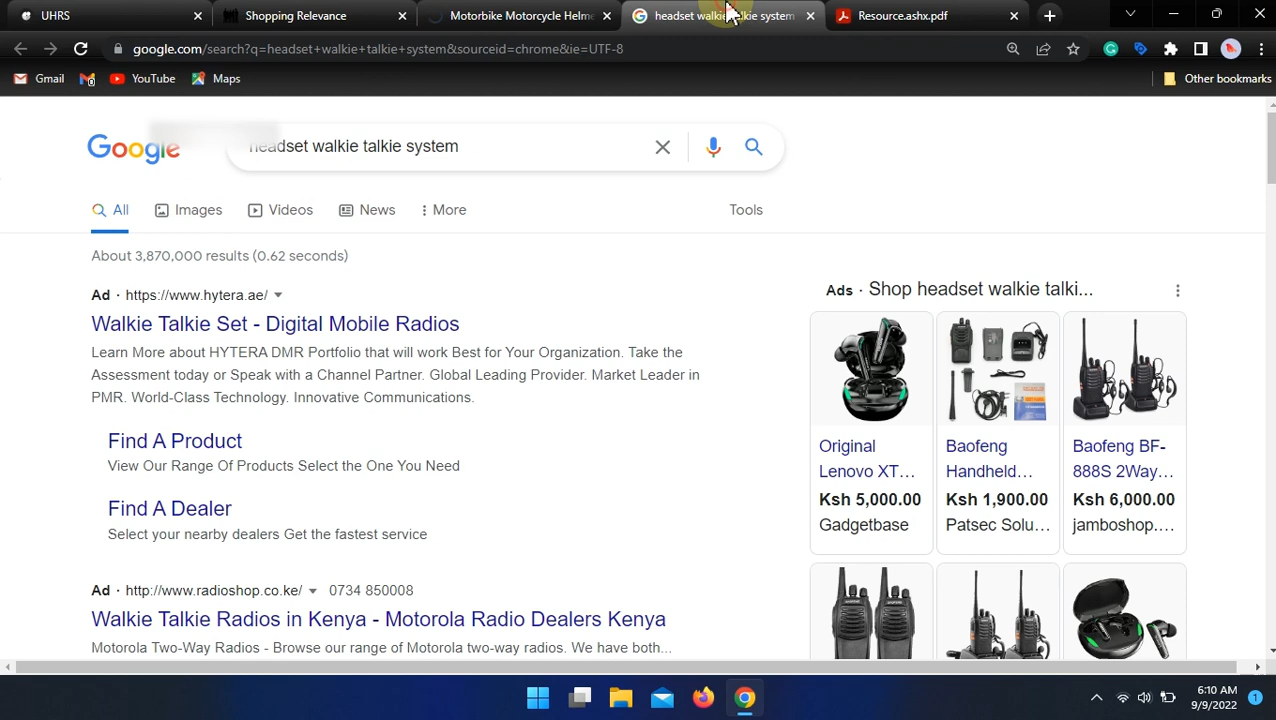 UHRS
Shopping Relevance
Motorbike Motorcycle Helme
headset walkie talkie system
Resource.ashx.pdf
google.com/search?q=headset+walkie+talkie+system&sourceid=chrome&ie=UTF-8
Gmail
YouTube
Maps
Other bookmarks
Google
headset walkie talkie system
All
Images
Videos
News
More
Tools
About 3,870,000 results (0.62 seconds)
Ad · https://www.hytera.ae/
Walkie Talkie Set - Digital Mobile Radios
Learn More about HYTERA DMR Portfolio that will work Best for Your Organization. Take the
Assessment today or Speak with a Channel Partner. Global Leading Provider. Market Leader in
PMR. World-Class Technology. Innovative Communications.
Find A Product
View Our Range Of Products Select the One You Need
Find A Dealer
Select your nearby dealers Get the fastest service
Ad · http://www.radioshop.co.ke/ 0734 850008
Walkie Talkie Radios in Kenya - Motorola Radio Dealers Kenya
Motorola Two-Way Radios - Browse our range of Motorola two-way radios. We have both...
Ads · Shop headset walkie talki...
Original
Lenovo XT...
Ksh 5,000.00
Gadgetbase
Baofeng
Handheld...
Ksh 1,900.00
Patsec Solu...
Baofeng BF-
888S 2Way...
Ksh 6,000.00
jamboshop....
6:10 AM
9/9/2022
1